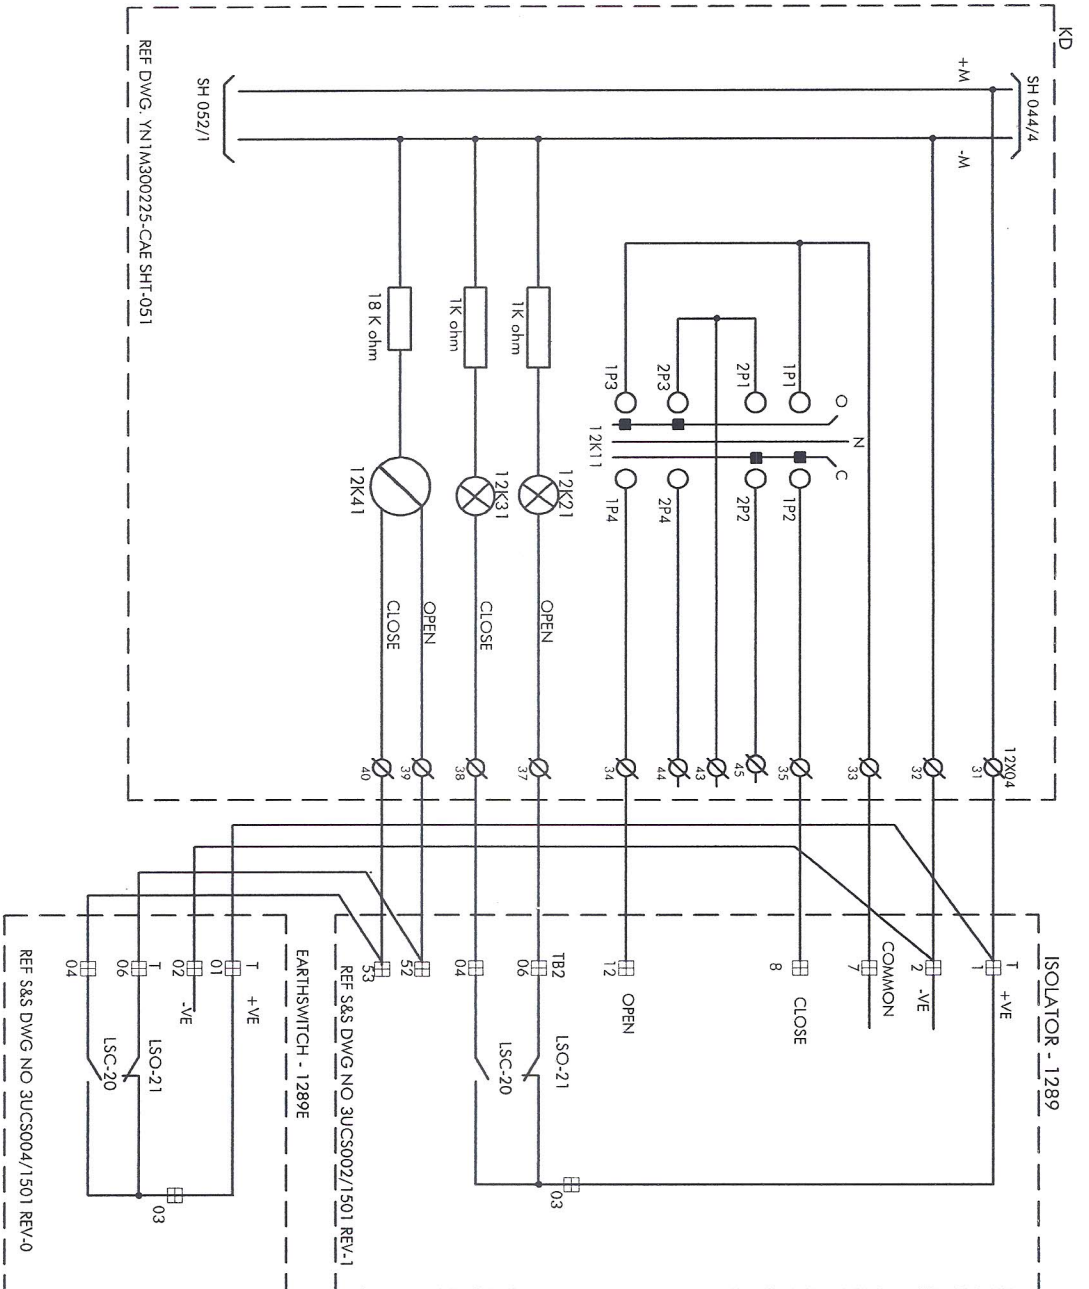 KD
SH 044/4
+M
-M
SH 052/1
REF DWG. YN1M300225-CAE SHT-051
18 K ohm
1K ohm
1K ohm
1P3
2P3
2P1
1P1
O
N
C
12K11
1P4
2P4
2P2
1P2
12K41
12K31
12K21
CLOSE
OPEN
CLOSE
OPEN
40
39
38
37
34
44
43
45
35
33
32
31
12X04
ISOLATOR - 1289
T
+VE
1
-VE
2
COMMON
7
CLOSE
8
OPEN
12
TB2
06
04
52
53
LSO-21
LSC-20
03
REF S&S DWG NO 3UCS002/1501 REV-1
EARTHSWITCH - 1289E
T
+VE
01
-VE
02
T
06
04
LSO-21
LSC-20
03
REF S&S DWG NO 3UCS004/1501 REV-0